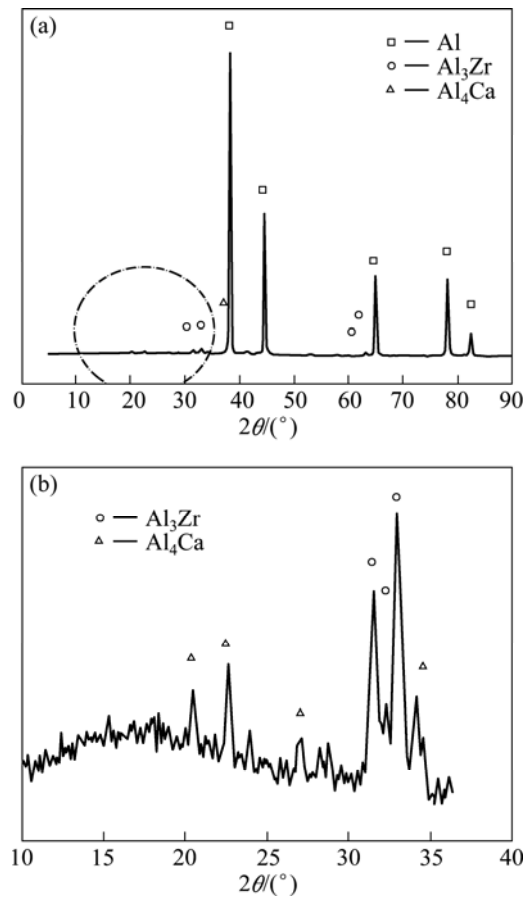 (a)
□ — Al
○ — Al₃Zr
△ — Al₄Ca
0 10 20 30 40 50 60 70 80 90
2θ/(°)
(b)
○ — Al₃Zr
△ — Al₄Ca
10 15 20 25 30 35 40
2θ/(°)